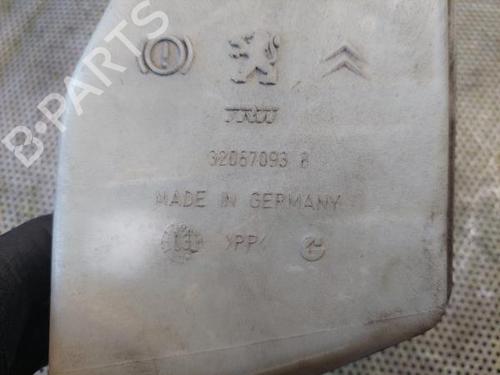 B-PARTS
TRW
32067093 B
MADE IN GERMANY
>PP<